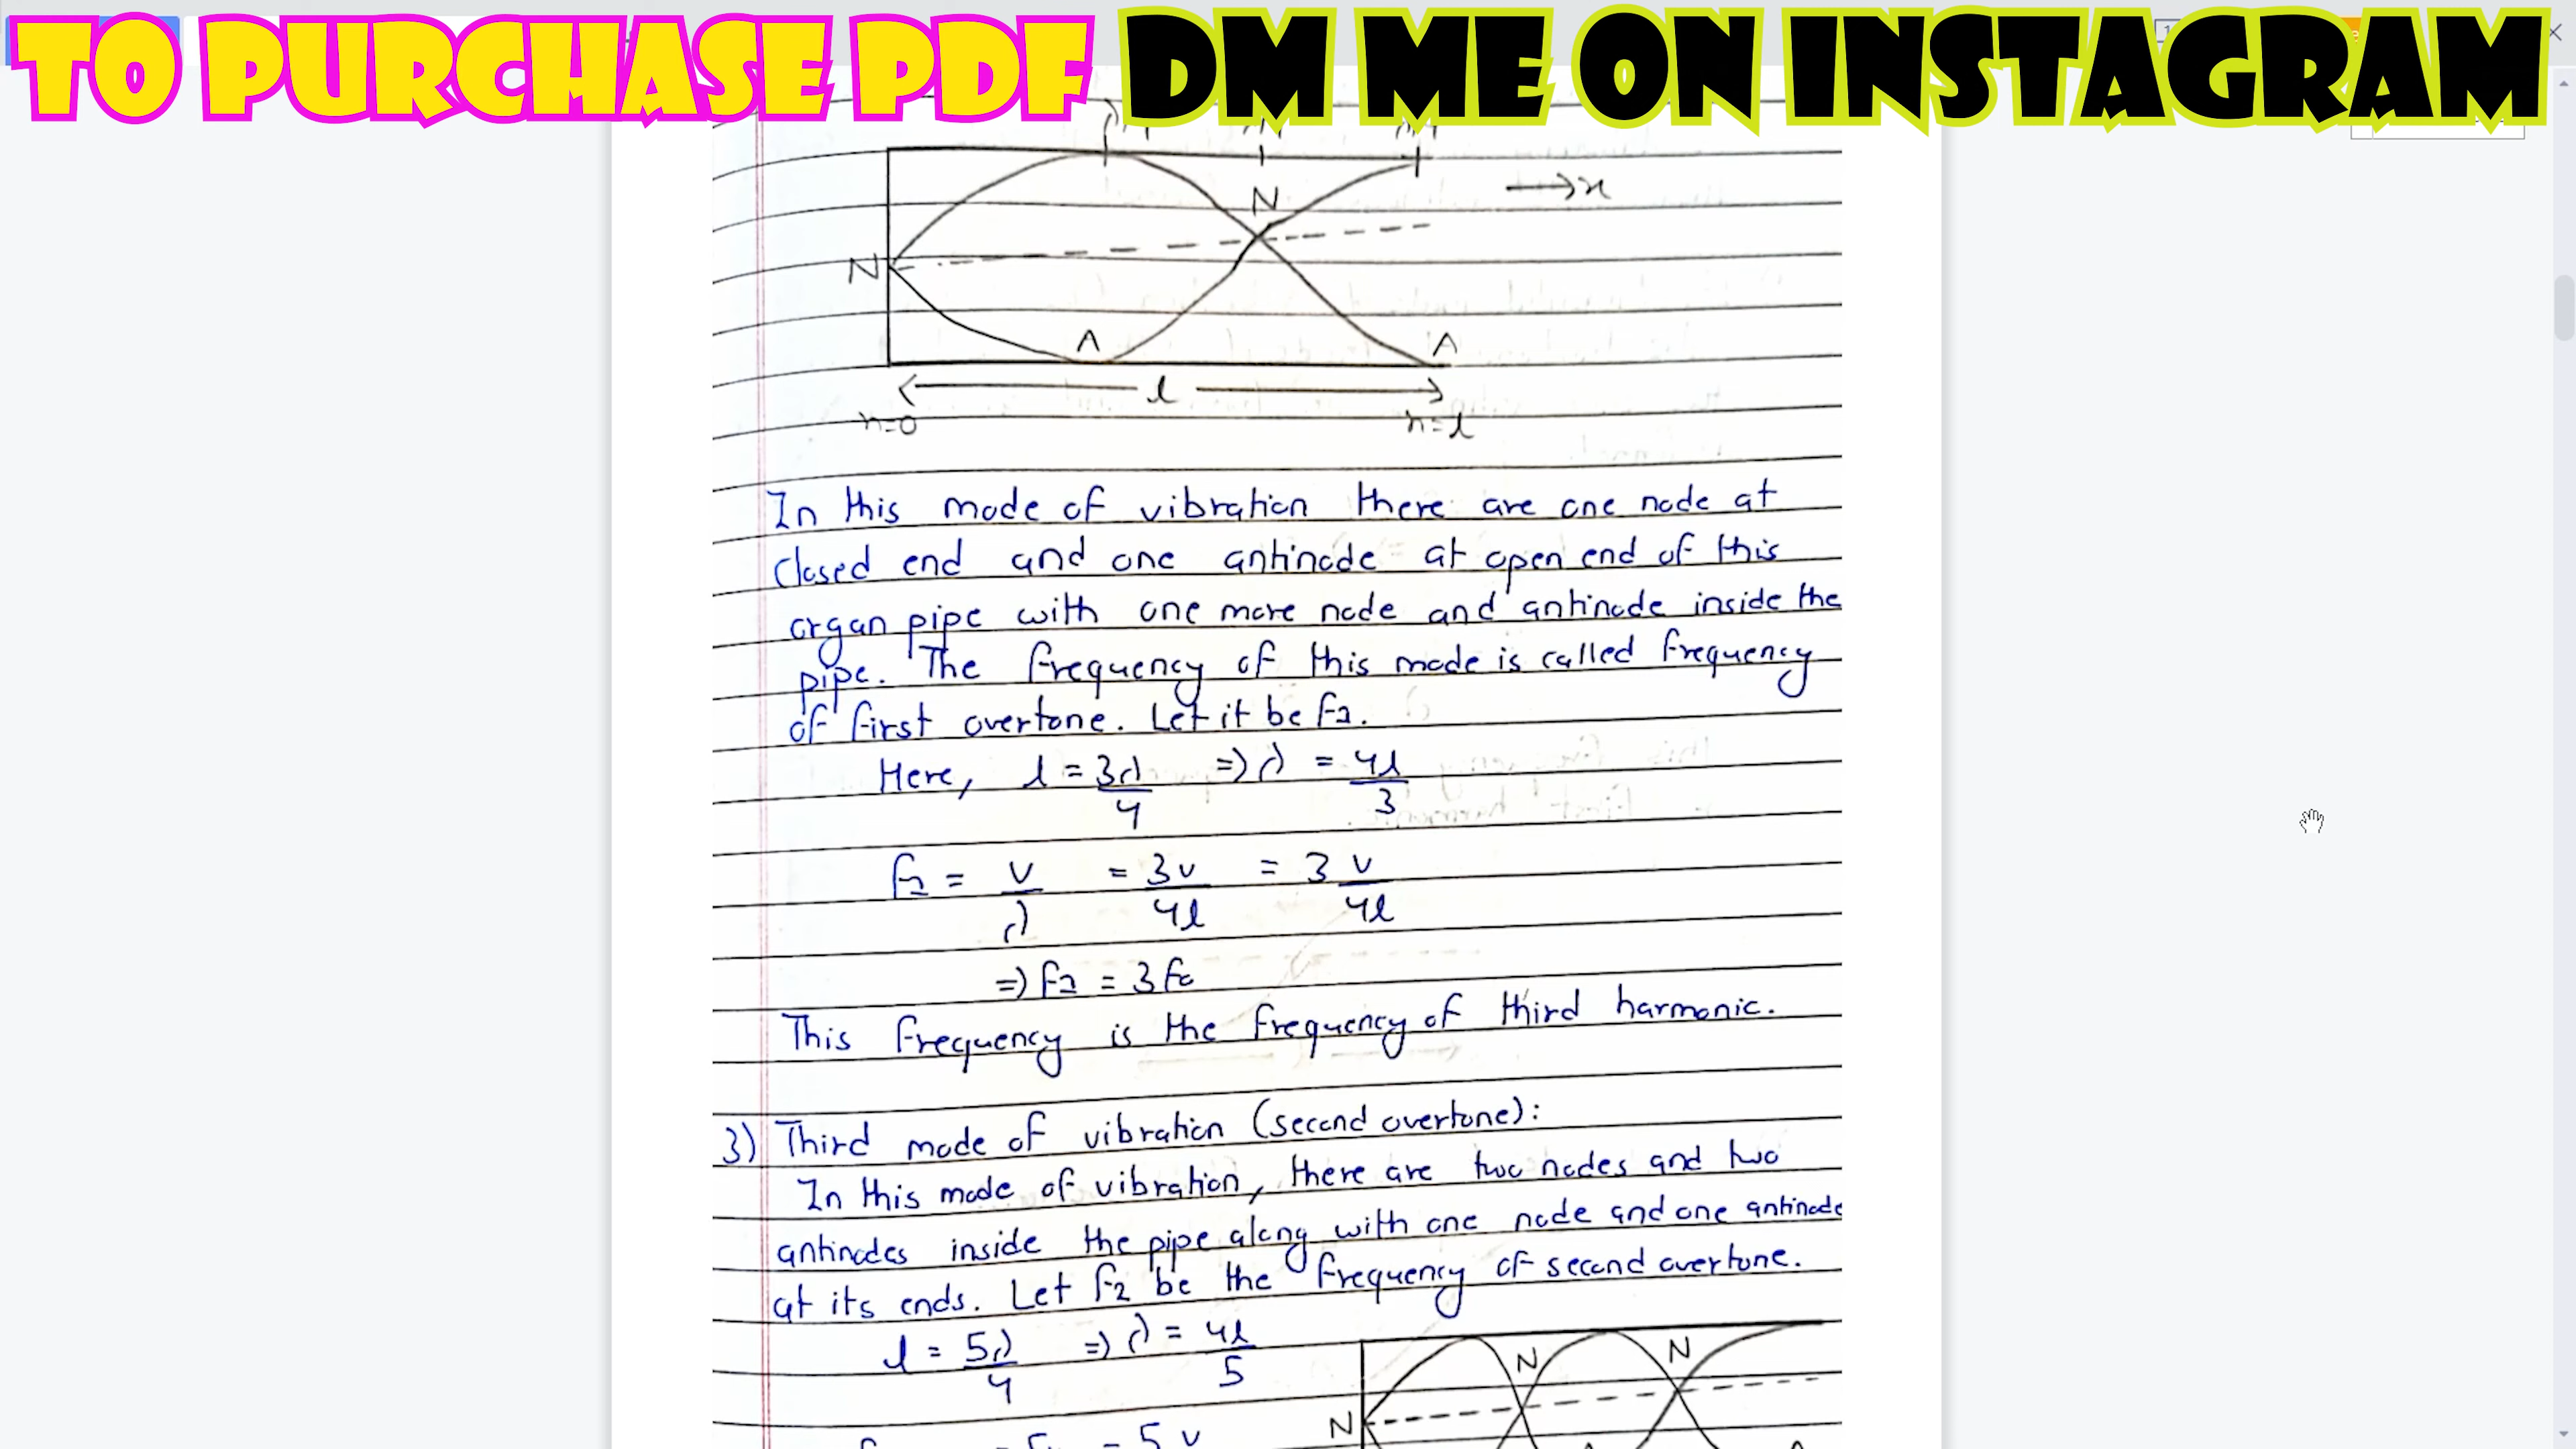 TO PURCHASE PDF DM ME ON INSTAGRAM
N
→x
N
A
A
l
x=0
x=l
In this mode of vibration there are one node at
closed end and one antinode at open end of this
organ pipe with one more node and antinode inside the
pipe. The frequency of this mode is called frequency
of first overtone. Let it be f2.
Here, l = 3λ/4 => λ = 4l/3
f2 = v/λ = 3v/4l = 3 v/4l
=> f2 = 3f0
This frequency is the frequency of third harmonic.
3) Third mode of vibration (second overtone):
In this mode of vibration, there are two nodes and two
antinodes inside the pipe along with one node and one antinode
at its ends. Let f2 be the frequency of second overtone.
l = 5λ/4 => λ = 4l/5
N
N
N
5 v